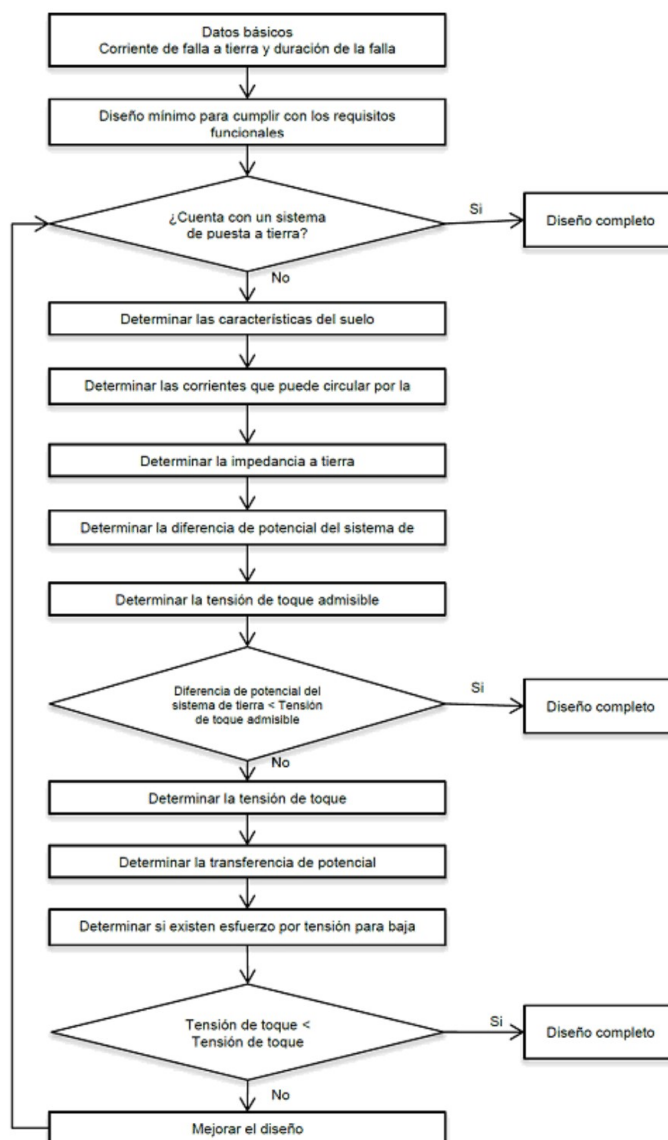 Datos básicos
Corriente de falla a tierra y duración de la falla
Diseño mínimo para cumplir con los requisitos
funcionales
¿Cuenta con un sistema
de puesta a tierra?
Si
Diseño completo
No
Determinar las características del suelo
Determinar las corrientes que puede circular por la
Determinar la impedancia a tierra
Determinar la diferencia de potencial del sistema de
Determinar la tensión de toque admisible
Diferencia de potencial del
sistema de tierra < Tensión
de toque admisible
Si
Diseño completo
No
Determinar la tensión de toque
Determinar la transferencia de potencial
Determinar si existen esfuerzo por tensión para baja
Tensión de toque <
Tensión de toque
Si
Diseño completo
No
Mejorar el diseño